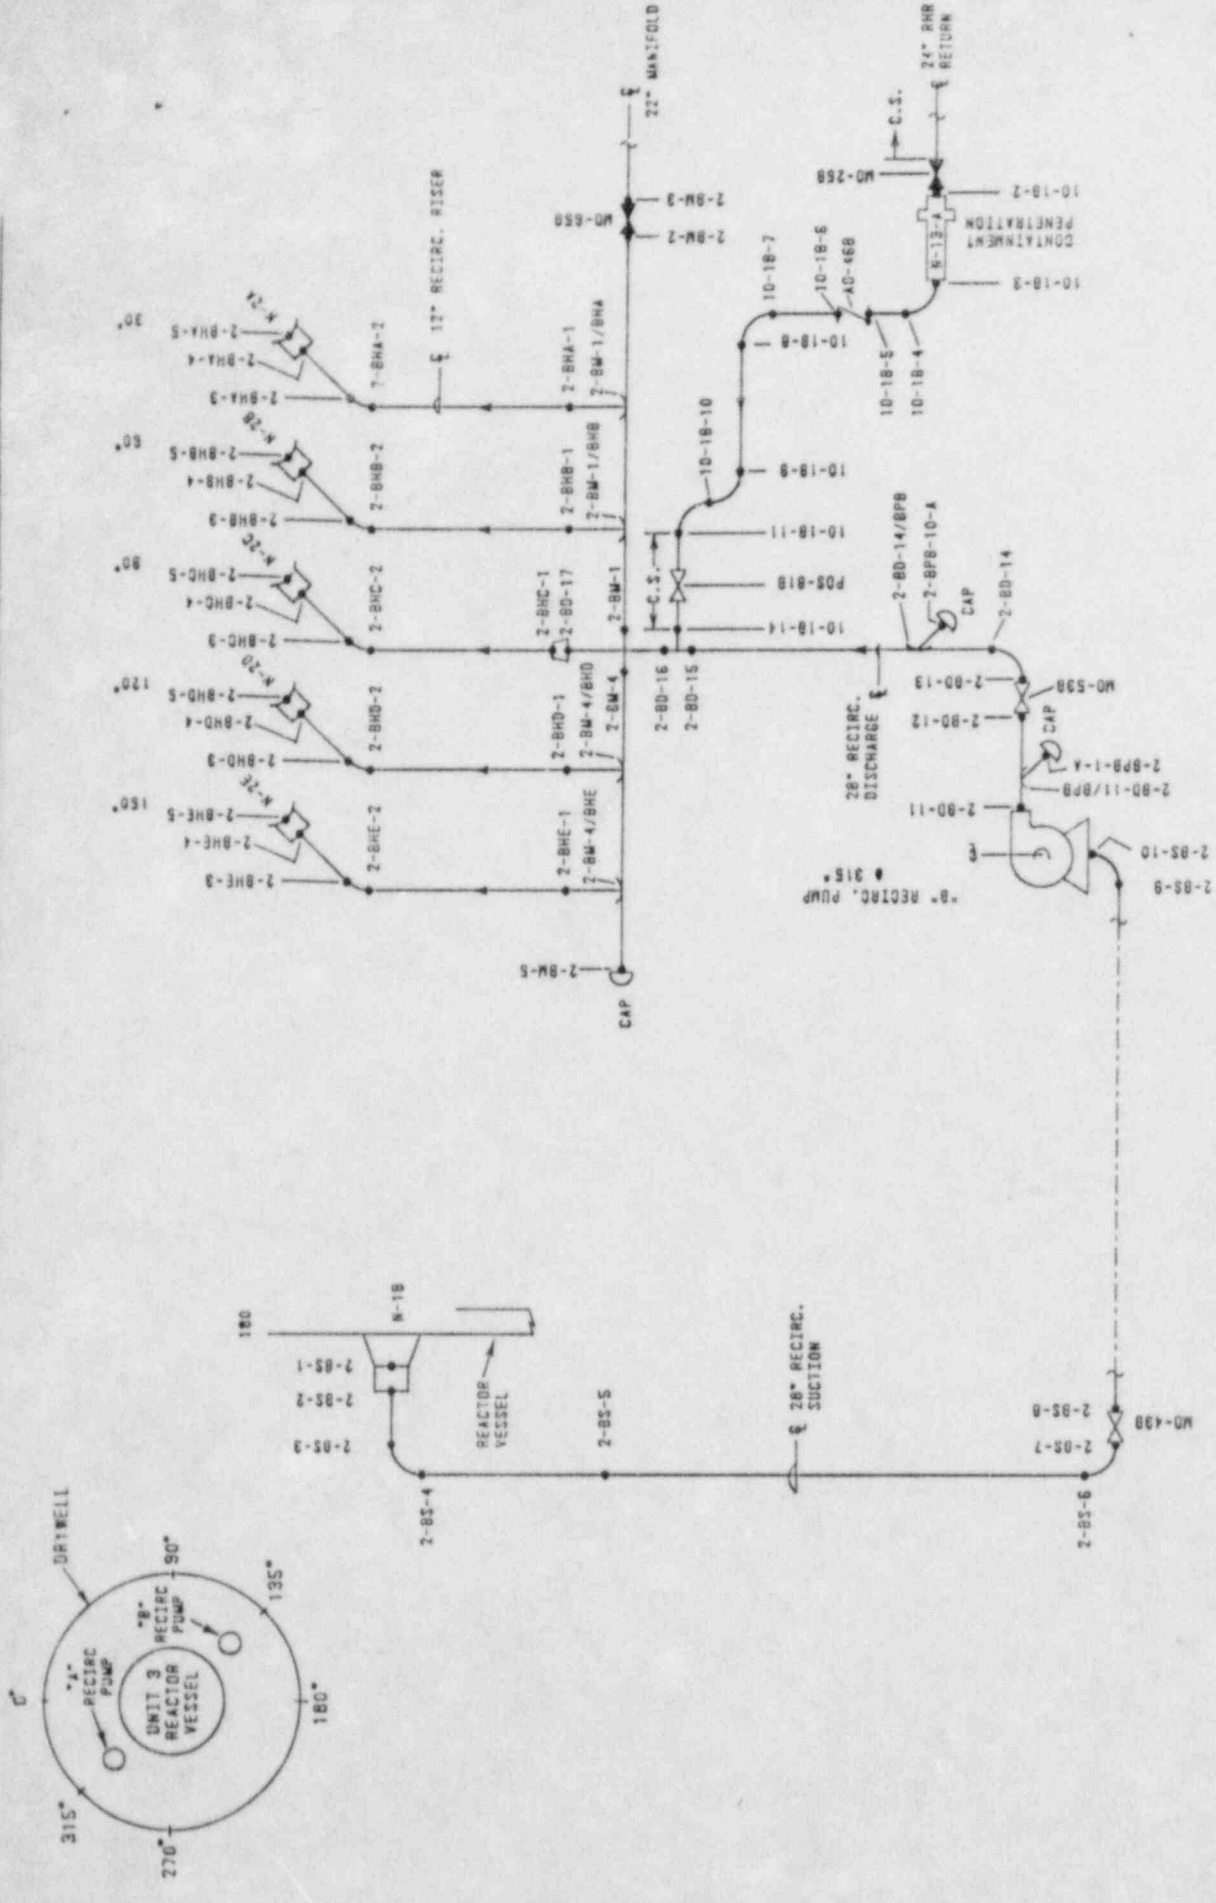 DRYWELL
0°
90°
135°
180°
270°
315°
"A"
RECIRC
PUMP
"B"
RECIRC
PUMP
UNIT 3
REACTOR
VESSEL
180
N-1B
2-BS-1
2-BS-2
2-BS-3
2-BS-4
REACTOR
VESSEL
2-BS-5
28" RECIRC.
SUCTION
2-BS-6
2-BS-7
2-BS-8
MO-43B
2-BS-9
2-BS-10
"B" RECIRC. PUMP
@ 315°
2-BD-11
2-BD-11/BPB
2-BPB-1-A
CAP
2-BD-12
MO-53B
2-BD-13
2-BD-14
CAP
2-BPB-10-A
2-BD-14/BPB
28" RECIRC.
DISCHARGE
2-BD-15
2-BD-16
10-1B-14
POS-81B
C.S.
10-1B-11
10-1B-10
10-1B-9
10-1B-8
10-1B-7
10-1B-6
AO-46B
10-1B-5
10-1B-4
10-1B-3
CONTAINMENT
PENETRATION
N-13-A
10-1B-2
MO-25B
C.S.
24" RHR
RETURN
22" MANIFOLD
2-BM-3
MO-65B
2-BM-2
2-BM-1
2-BM-4
2-BM-5
CAP
150°
N-2E
2-BHE-5
2-BHE-4
2-BHE-3
2-BHE-2
2-BHE-1
2-BM-4/BHE
120°
N-2D
2-BHD-5
2-BHD-4
2-BHD-3
2-BHD-2
2-BHD-1
2-BM-4/BHD
90°
N-2C
2-BHC-5
2-BHC-4
2-BHC-3
2-BHC-2
2-BHC-1
2-BD-17
60°
N-2B
2-BHB-5
2-BHB-4
2-BHB-3
2-BHB-2
2-BHB-1
2-BM-1/BHB
30°
N-2A
2-BHA-5
2-BHA-4
2-BHA-3
2-BHA-2
2-BHA-1
2-BM-1/BHA
12" RECIRC. RISER